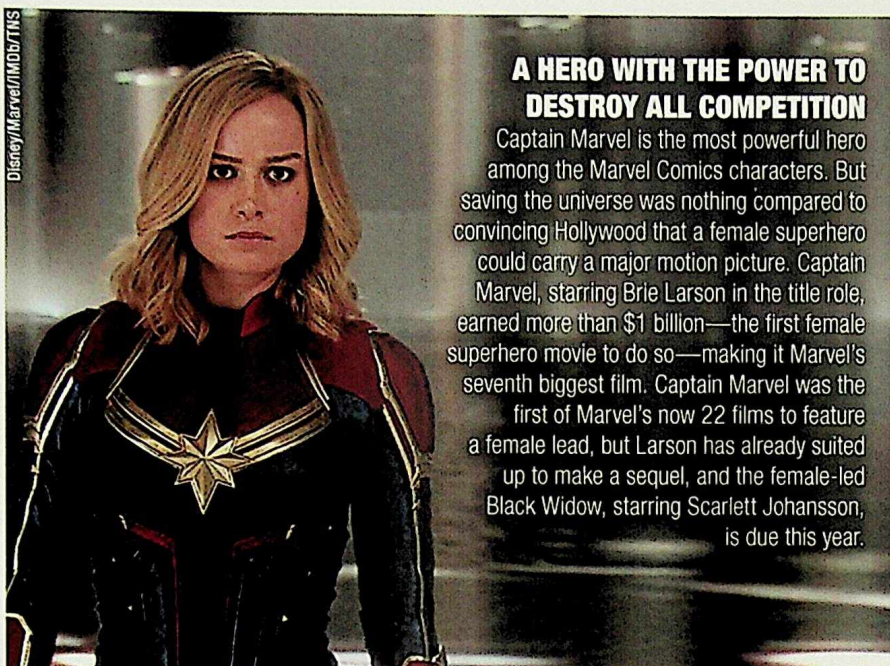 Disney/Marvel/IMDb/TNS
A HERO WITH THE POWER TO
DESTROY ALL COMPETITION
Captain Marvel is the most powerful hero
among the Marvel Comics characters. But
saving the universe was nothing compared to
convincing Hollywood that a female superhero
could carry a major motion picture. Captain
Marvel, starring Brie Larson in the title role,
earned more than $1 billion—the first female
superhero movie to do so—making it Marvel's
seventh biggest film. Captain Marvel was the
first of Marvel's now 22 films to feature
a female lead, but Larson has already suited
up to make a sequel, and the female-led
Black Widow, starring Scarlett Johansson,
is due this year.